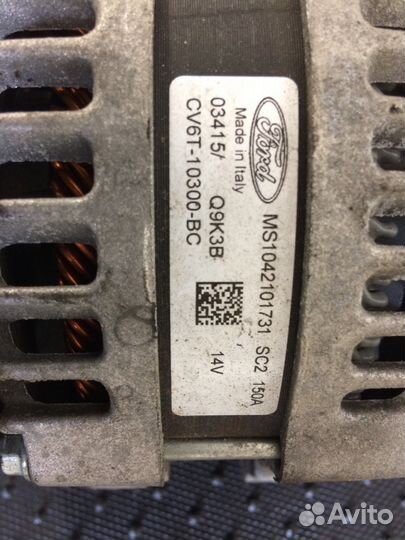 Ford
MS1042101731 SC2 150A
Made in Italy
03415/ Q9K3B
CV6T-10300-BC
14V
Avito